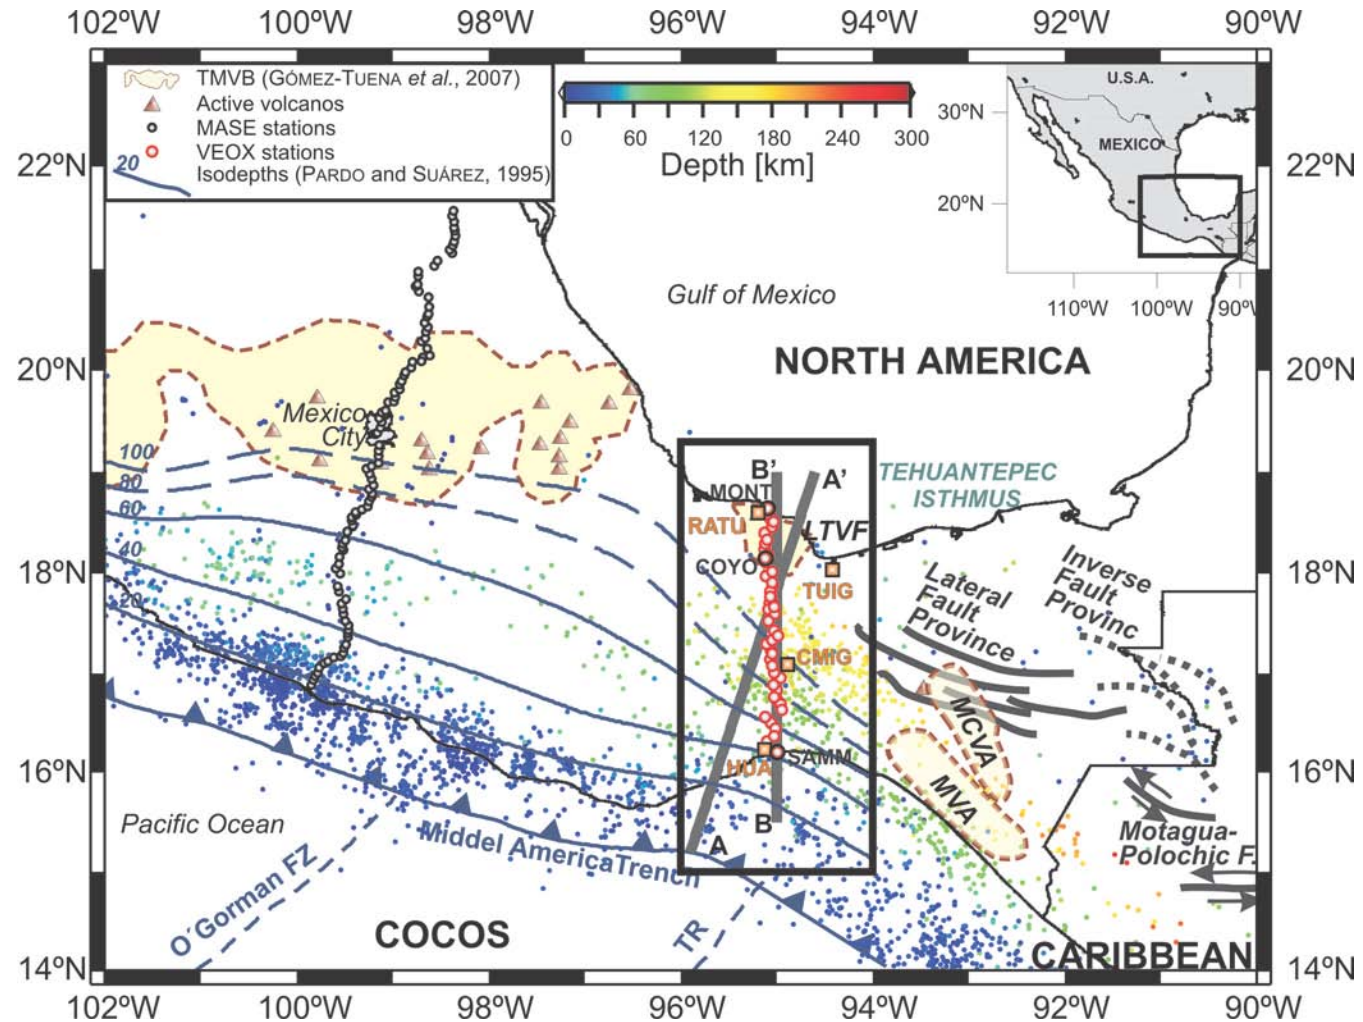 102ºW 100ºW 98ºW 96ºW 94ºW 92ºW 90ºW
TMVB (GÓMEZ-TUENA et al., 2007)
Active volcanos
MASE stations
VEOX stations
20 Isodepths (PARDO and SUÁREZ, 1995)
0 60 120 180 240 300
Depth [km]
U.S.A.
MEXICO
30ºN
20ºN
110ºW 100ºW 90ºW
22ºN 22ºN
20ºN 20ºN
18ºN 18ºN
16ºN 16ºN
14ºN 14ºN
Gulf of Mexico
NORTH AMERICA
Mexico
City
100
80
60
40
20
B' A'
TEHUANTEPEC
ISTHMUS
MONT
RATU
LTVF
COYO
TUIG
CMIG
SAMM
HUA
B
A
Lateral
Fault
Province
Inverse
Fault
Provinc
MCVA
MVA
Motagua-
Polochic F.
Pacific Ocean
Middel AmericaTrench
O´Gorman FZ
TR
COCOS
CARIBBEAN
102ºW 100ºW 98ºW 96ºW 94ºW 92ºW 90ºW